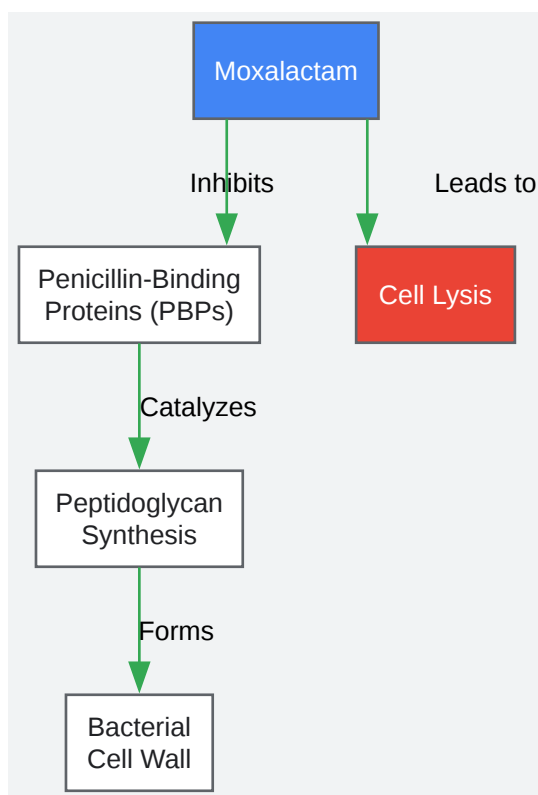 Moxalactam
Inhibits
Leads to
Penicillin-Binding
Proteins (PBPs)
Cell Lysis
Catalyzes
Peptidoglycan
Synthesis
Forms
Bacterial
Cell Wall